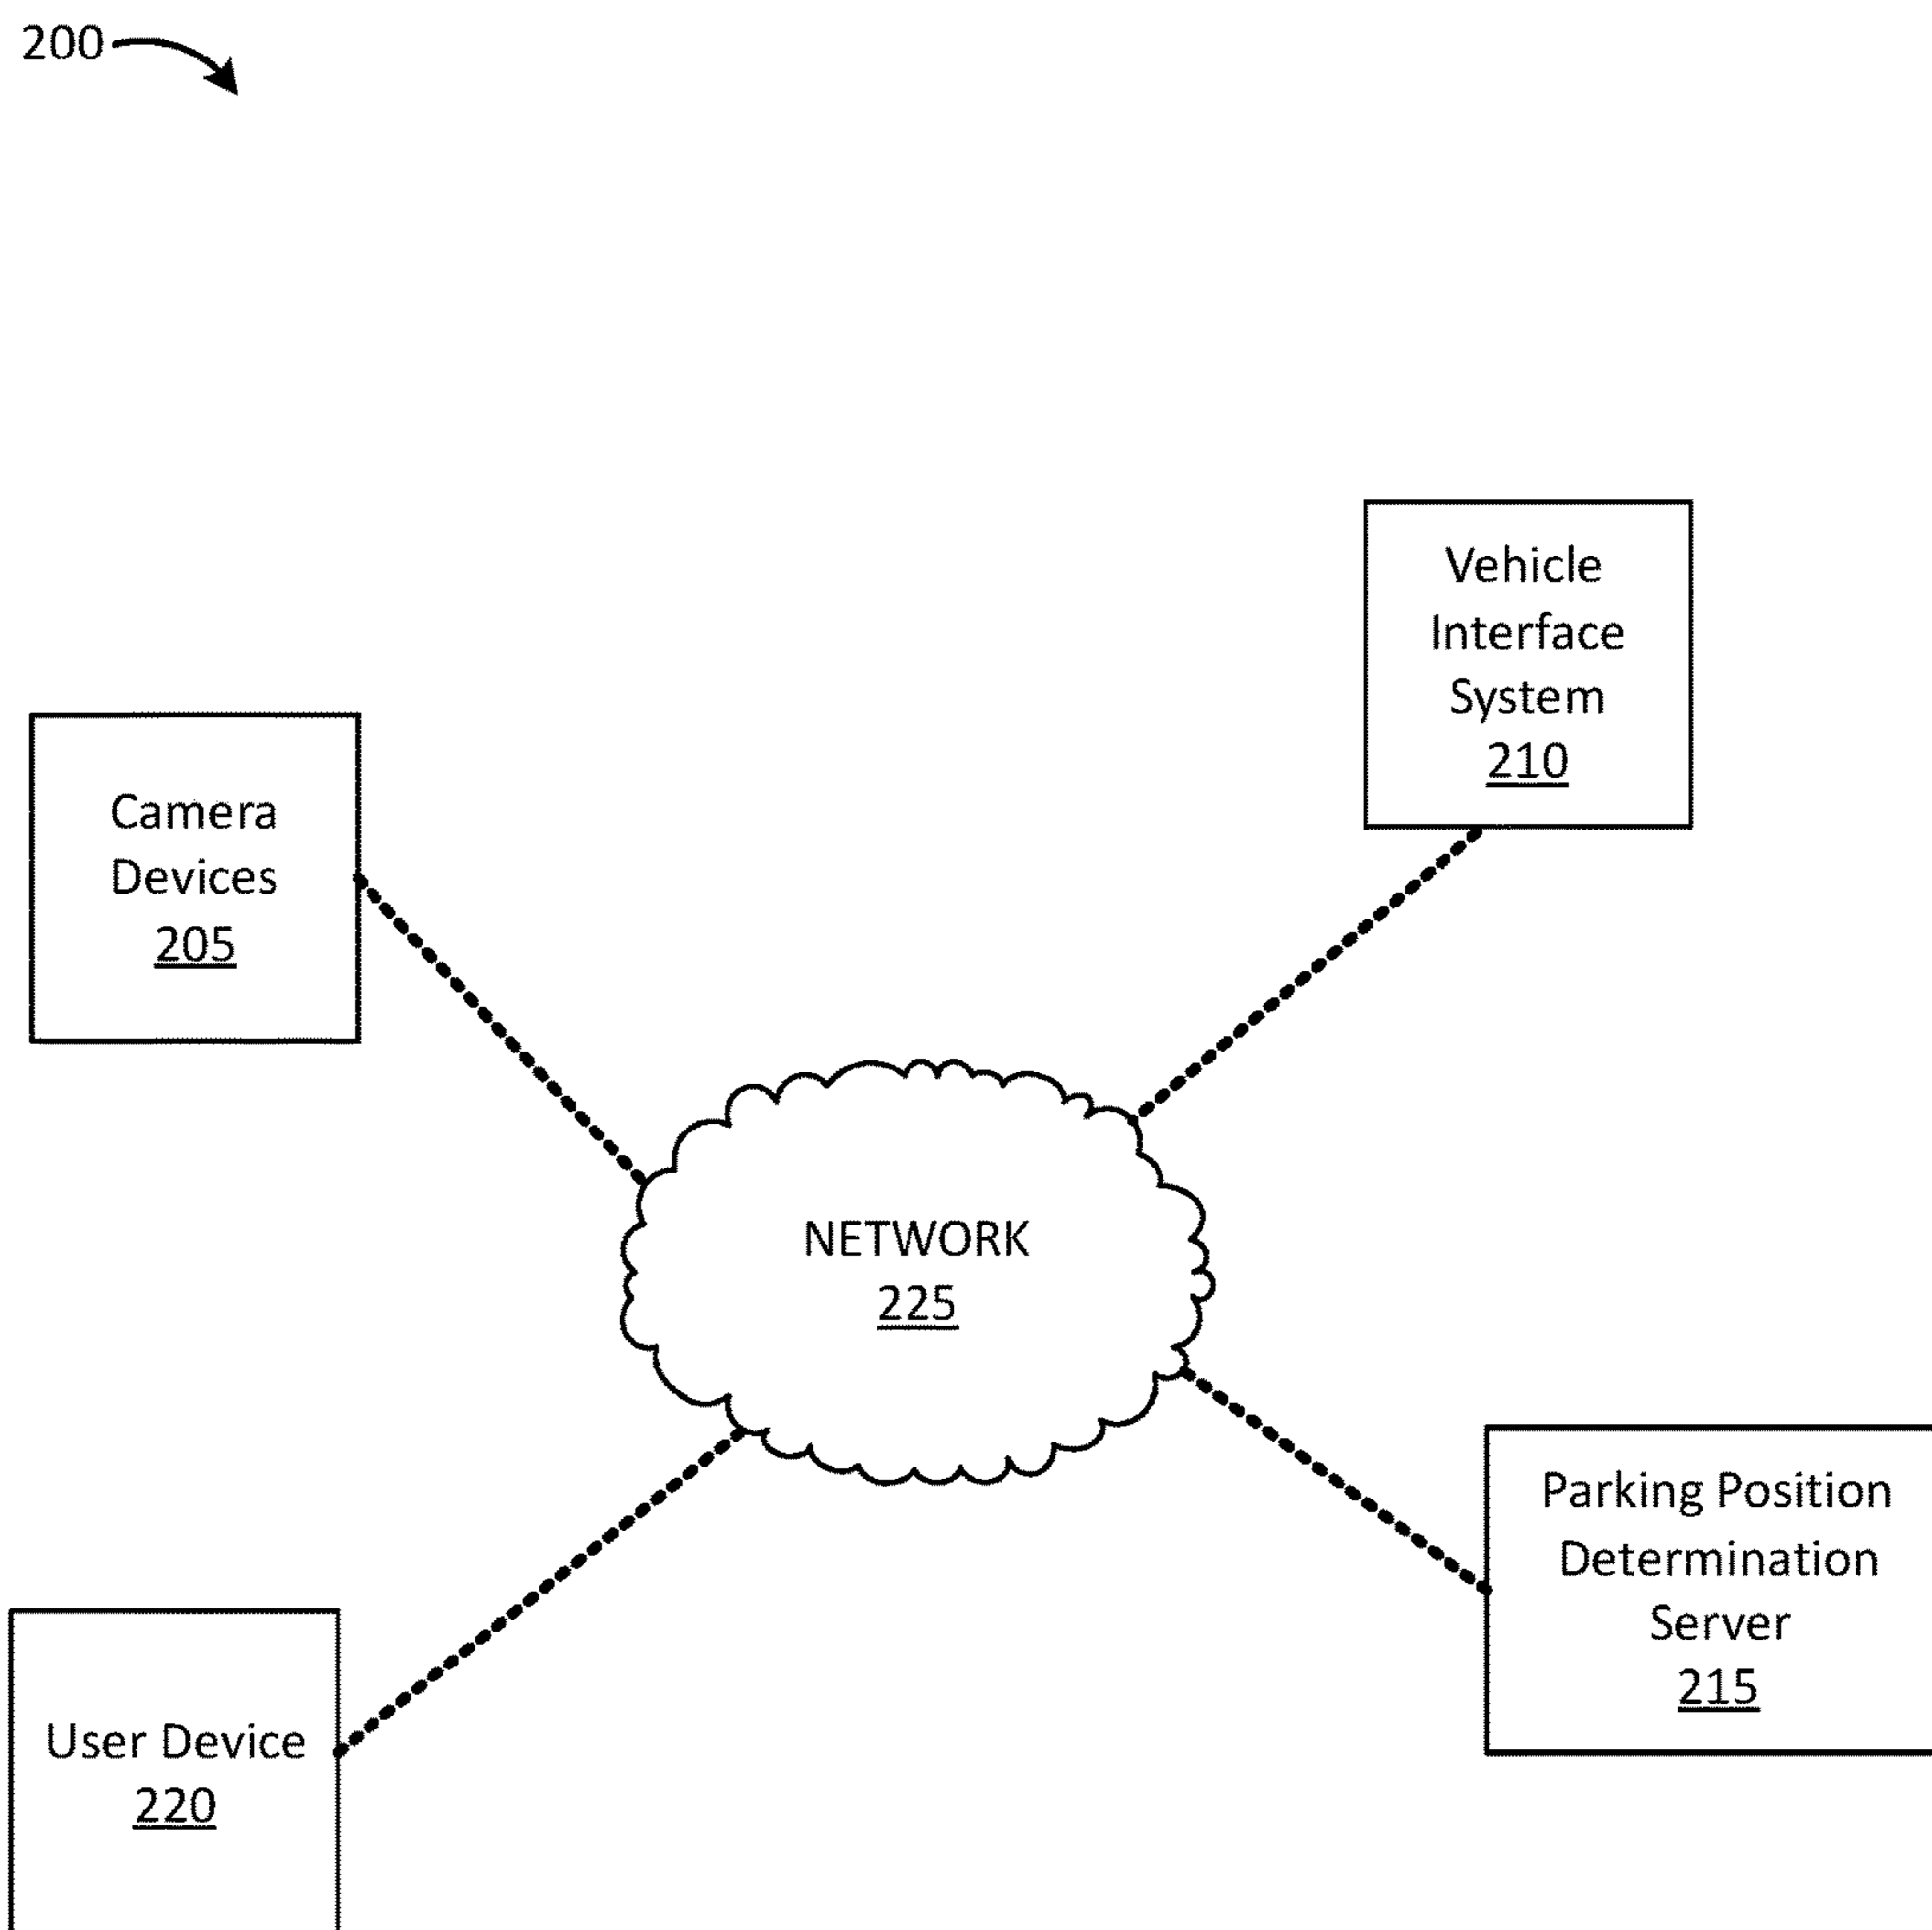 200
Vehicle
Interface
System
210
Camera
Devices
205
NETWORK
225
Parking Position
Determination
Server
215
User Device
220